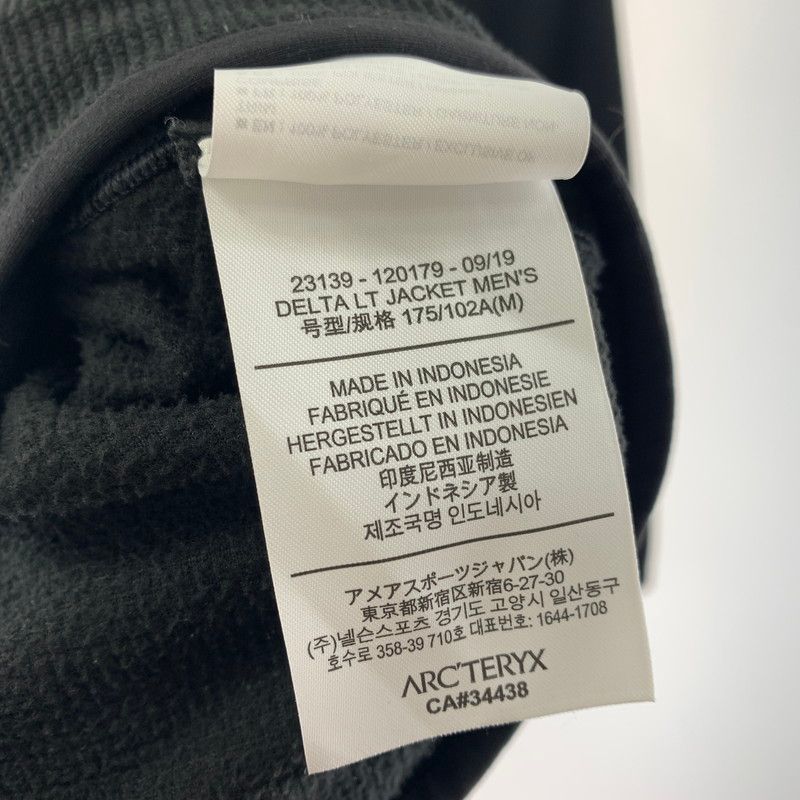 23139 - 120179 - 09/19
DELTA LT JACKET MEN'S
号型/规格 175/102A(M)
MADE IN INDONESIA
FABRIQUÉ EN INDONESIE
HERGESTELLT IN INDONESIEN
FABRICADO EN INDONESIA
印度尼西亚制造
インドネシア製
제조국명 인도네시아
アメアスポーツジャパン(株)
東京都新宿区新宿6-27-30
(주)넬슨스포츠 경기도 고양시 일산동구
호수로 358-39 710호 대표번호: 1644-1708
ARC'TERYX
CA#34438